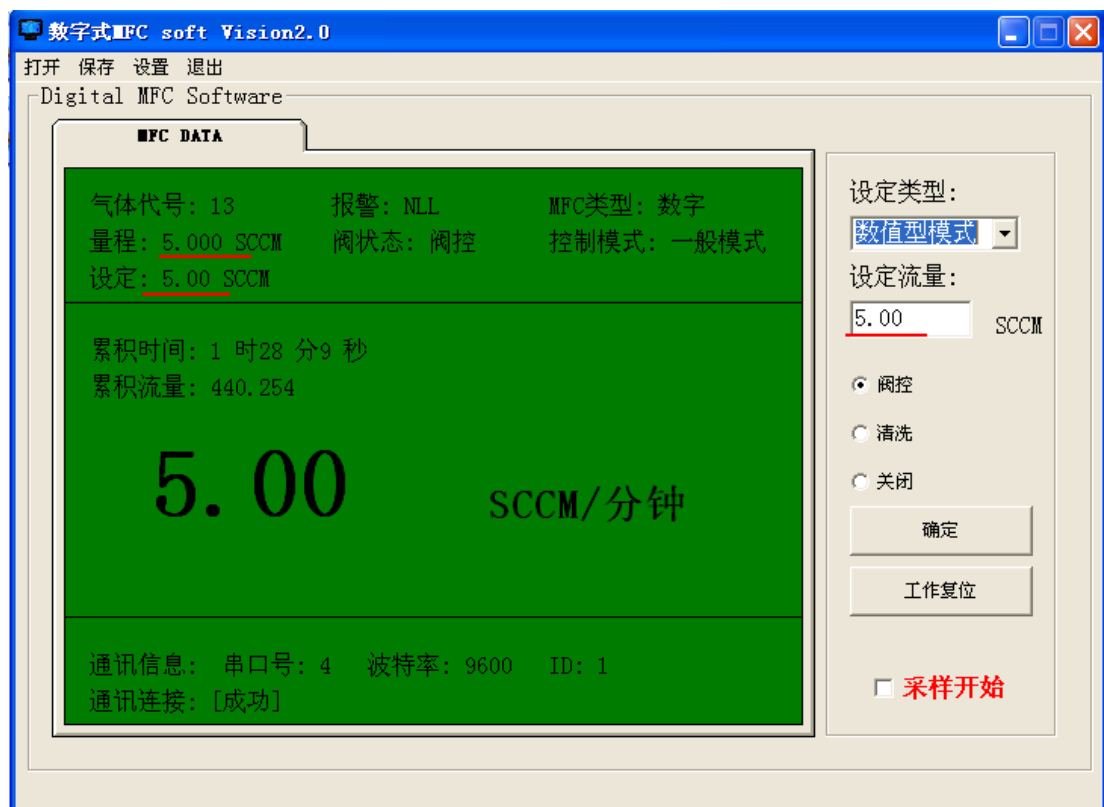 数字式MFC soft Vision2.0
打开 保存 设置 退出
Digital MFC Software
MFC DATA
气体代号: 13 报警: NLL MFC类型: 数字
量程: 5.000 SCCM 阀状态: 阀控 控制模式: 一般模式
设定: 5.00 SCCM
累积时间: 1 时28 分9 秒
累积流量: 440.254
5.00 SCCM/分钟
通讯信息: 串口号: 4 波特率: 9600 ID: 1
通讯连接: [成功]
设定类型:
数值型模式
设定流量:
5.00 SCCM
阀控
清洗
关闭
确定
工作复位
采样开始